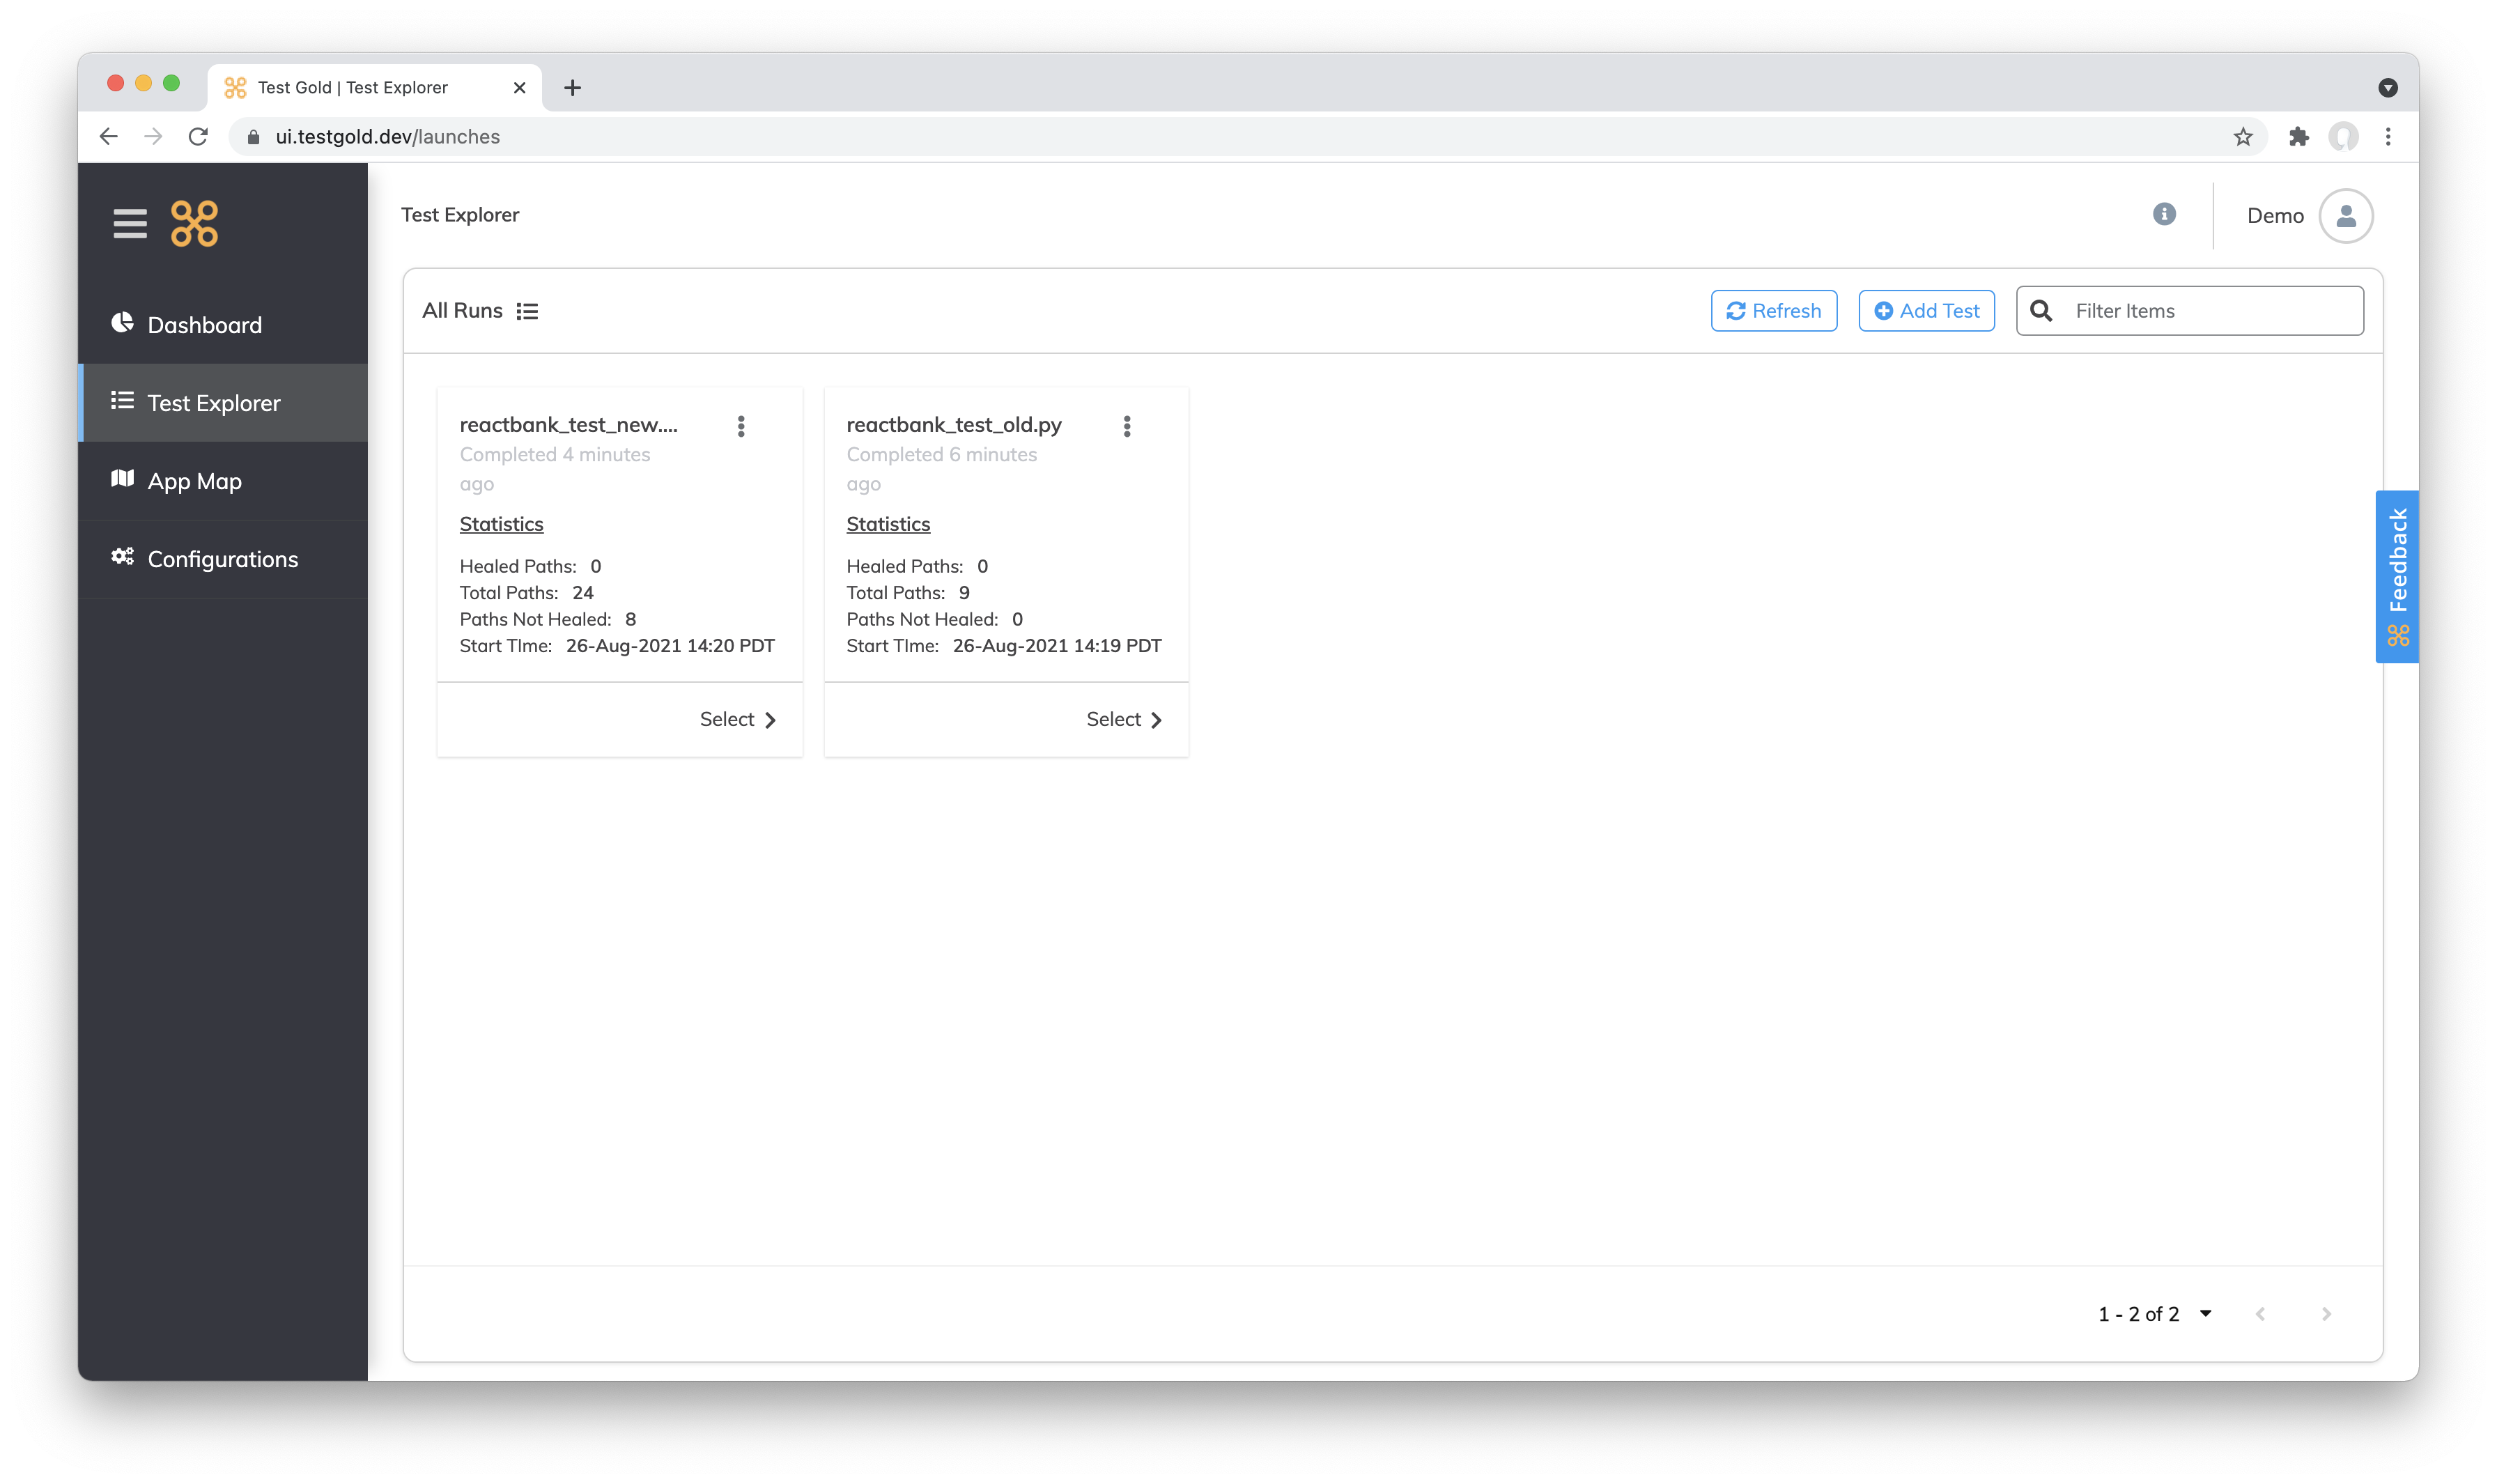 Test Gold | Test Explorer
ui.testgold.dev/launches
Test Explorer
Demo
Dashboard
Test Explorer
App Map
Configurations
All Runs
Refresh
Add Test
Filter Items
reactbank_test_new....
Completed 4 minutes
ago
Statistics
Healed Paths: 0
Total Paths: 24
Paths Not Healed: 8
Start TIme: 26-Aug-2021 14:20 PDT
Select
reactbank_test_old.py
Completed 6 minutes
ago
Statistics
Healed Paths: 0
Total Paths: 9
Paths Not Healed: 0
Start TIme: 26-Aug-2021 14:19 PDT
Select
Feedback
1 - 2 of 2